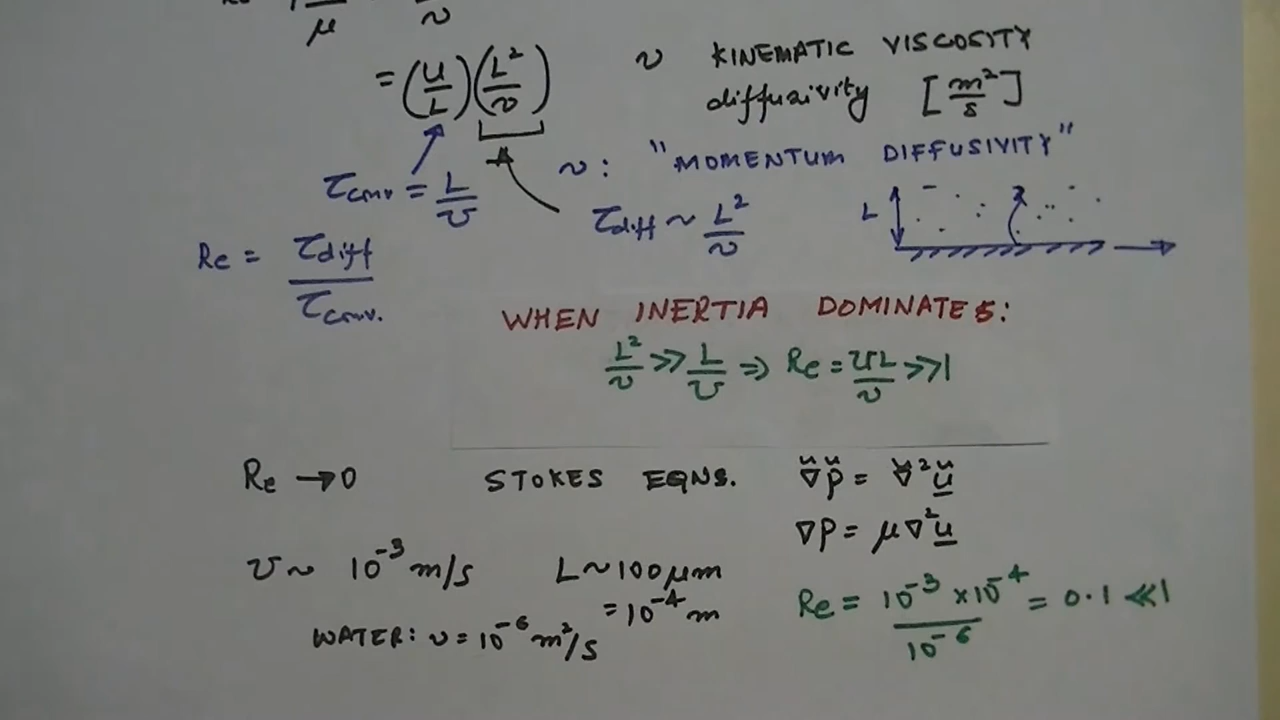 μ ν
= (U/L)(L²/ν) ν KINEMATIC VISCOSITY
diffusivity [m²/s]
ν: "MOMENTUM DIFFUSIVITY"
τconv = L/U τdiff ~ L²/ν L
Re = τdiff/τconv.
WHEN INERTIA DOMINATES:
L²/ν >> L/U ⇒ Re = UL/ν >> 1
Re → 0 STOKES EQNS. ∇̃p̃ = ∇̃²ũ
∇p = μ∇²u
U ~ 10⁻³ m/s L ~ 100 μm
= 10⁻⁴ m
Re = 10⁻³ × 10⁻⁴/10⁻⁶ = 0.1 << 1
WATER: ν = 10⁻⁶ m²/s